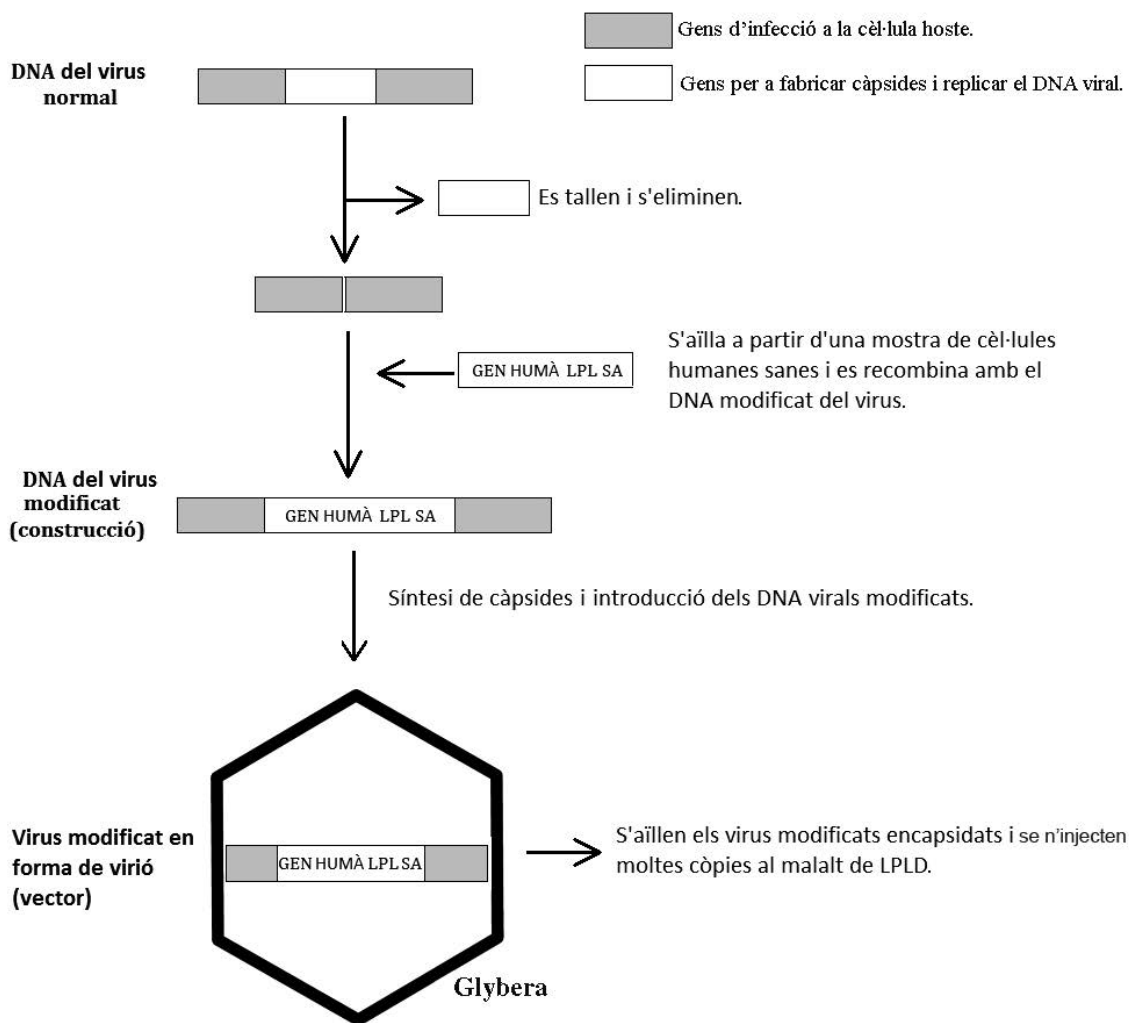 Gens d'infecció a la cèl·lula hoste.
DNA del virus
normal
Gens per a fabricar càpsides i replicar el DNA viral.
Es tallen i s'eliminen.
S'aïlla a partir d'una mostra de cèl·lules
humanes sanes i es recombina amb el
DNA modificat del virus.
GEN HUMÀ LPL SA
DNA del virus
modificat
(construcció)
GEN HUMÀ LPL SA
Síntesi de càpsides i introducció dels DNA virals modificats.
Virus modificat en
forma de virió
(vector)
GEN HUMÀ LPL SA
S'aïllen els virus modificats encapsidats i se n'injecten
moltes còpies al malalt de LPLD.
Glybera